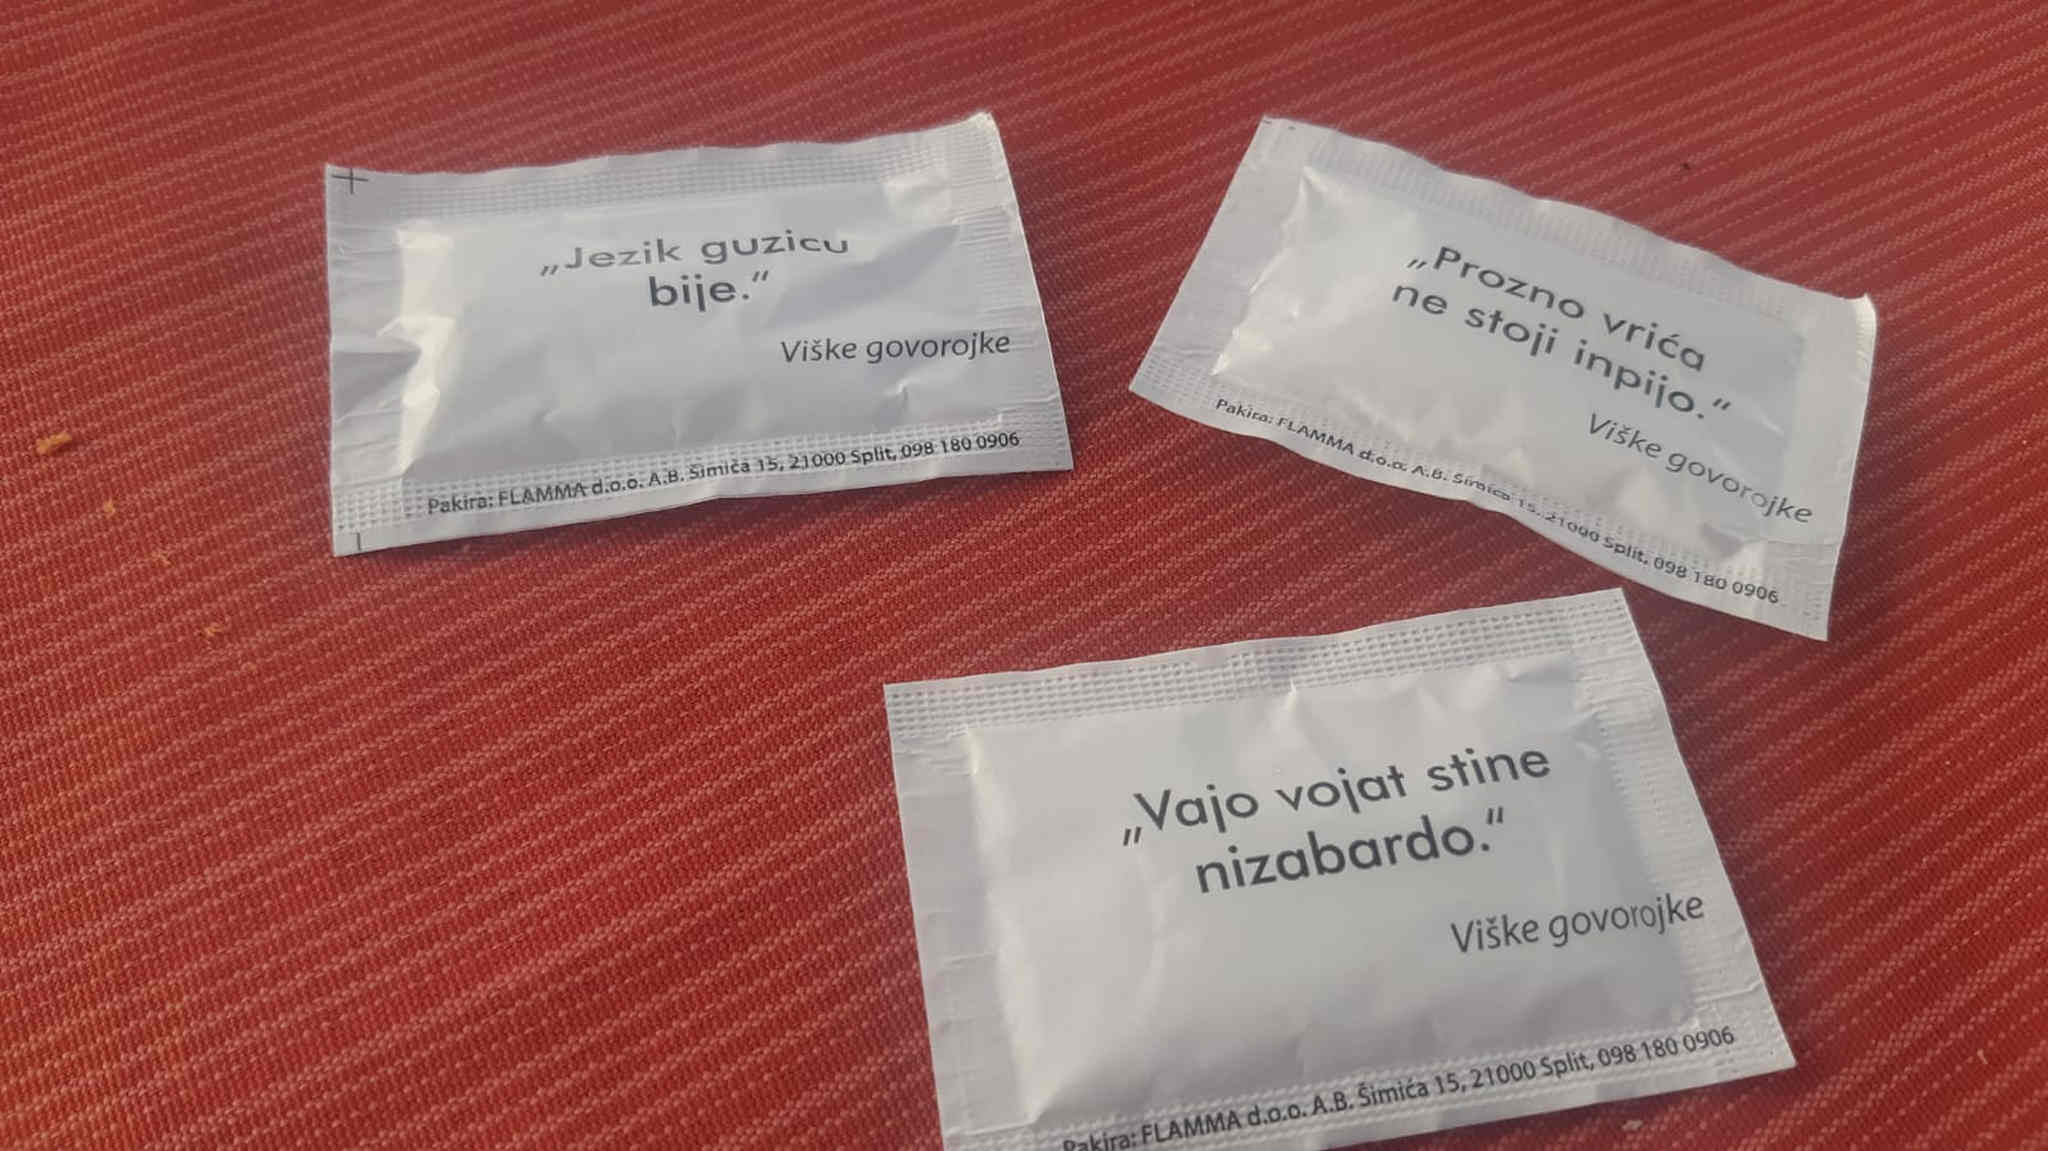 „Jezik guzicu
bije.“
Viške govorojke
Pakira: FLAMMA d.o.o. A.B. Šimića 15, 21000 Split, 098 180 0906
„Prozno vrića
ne stoji inpijo.“
Viške govorojke
Pakira: FLAMMA d.o.o. A.B. Šimića 15, 21000 Split, 098 180 0906
„Vajo vojat stine
nizabardo.“
Viške govorojke
Pakira: FLAMMA d.o.o. A.B. Šimića 15, 21000 Split, 098 180 0906